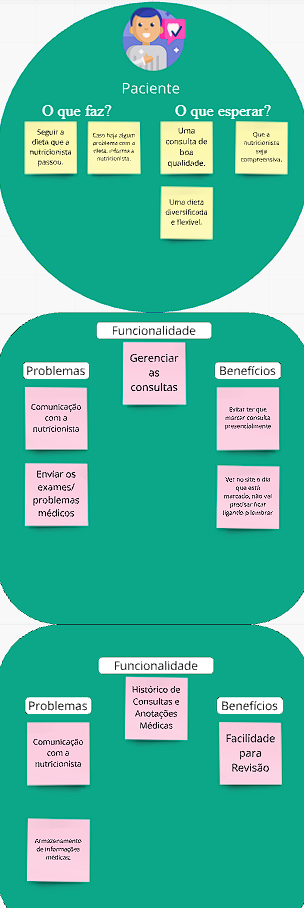 Paciente
O que faz?
O que esperar?
Seguir a
dieta que a
nutricionista
passou.
Caso haja algum
problema com a
dieta, informa a
nutricionista.
Uma
consulta de
boa
qualidade.
Que a
nutricionista
seja
compreensiva.
Uma dieta
diversificada
e flexível.
Funcionalidade
Gerenciar
as
consultas
Problemas
Comunicação
com a
nutricionista
Enviar os
exames/
problemas
médicos
Benefícios
Evitar ter que
marcar consulta
presencialmente
Ver no site o dia
que está
marcado, não vai
precisar ficar
ligando p lembrar
Funcionalidade
Histórico de
Consultas e
Anotações
Médicas
Problemas
Comunicação
com a
nutricionista
Armazenamento
de informações
médicas.
Benefícios
Facilidade
para
Revisão